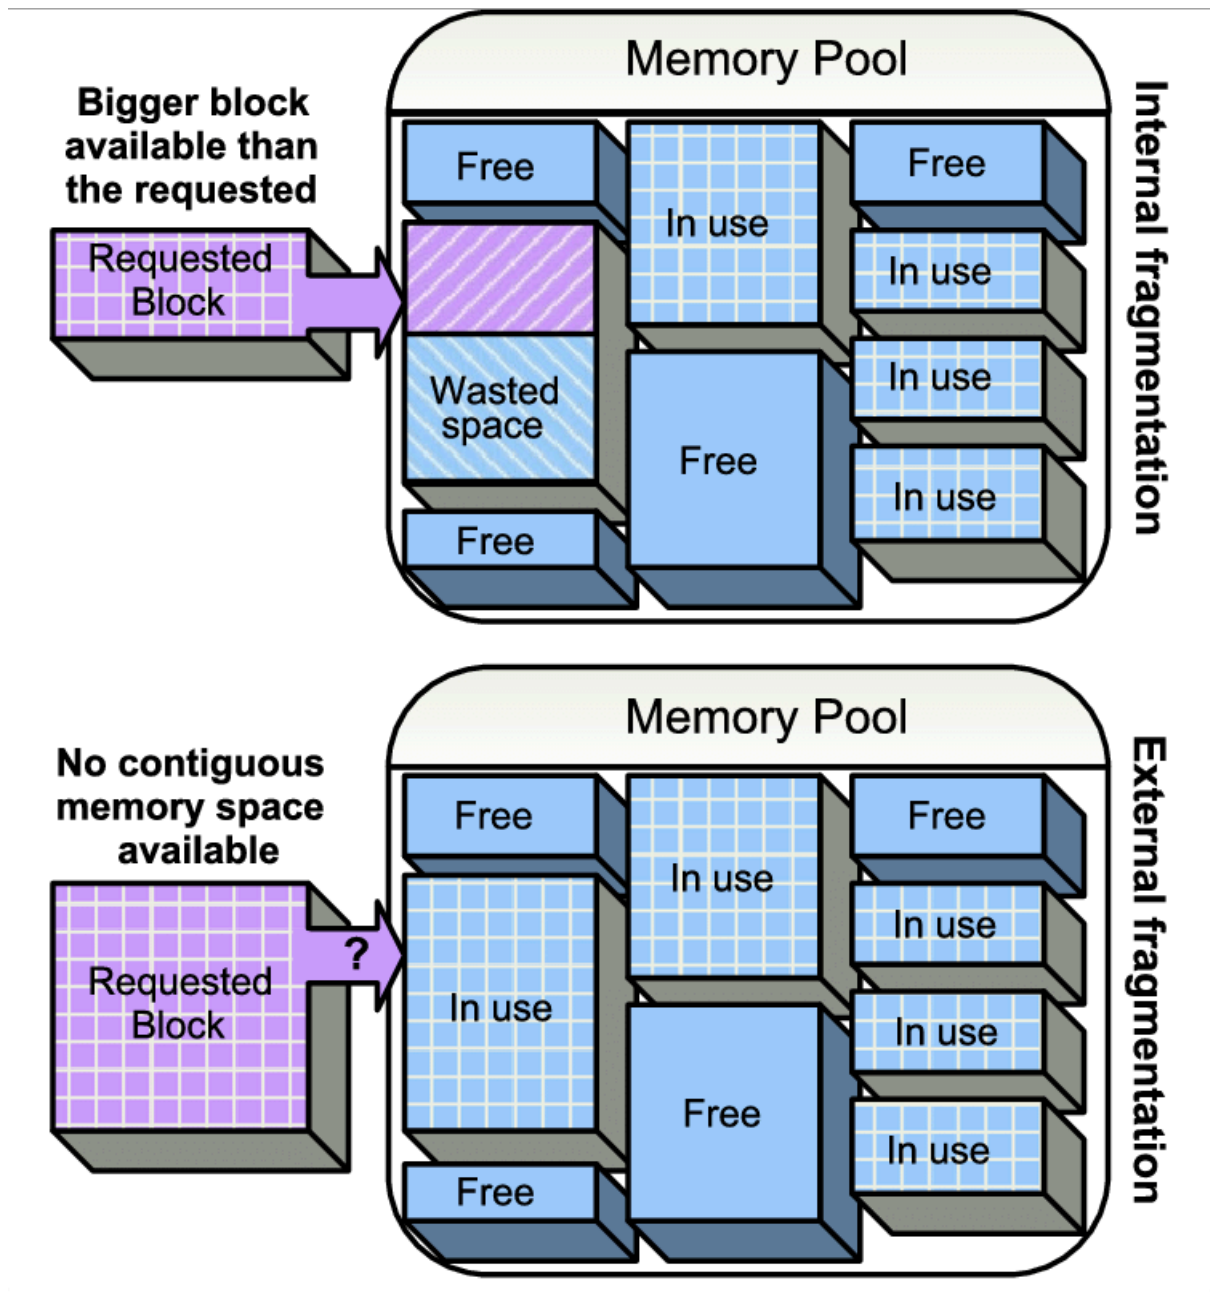 Memory Pool
Bigger block
available than
the requested
Requested
Block
Free
Wasted
space
Free
In use
Free
Free
In use
In use
In use
Internal fragmentation
Memory Pool
No contiguous
memory space
available
Requested
Block
?
Free
In use
Free
In use
Free
Free
In use
In use
In use
External fragmentation